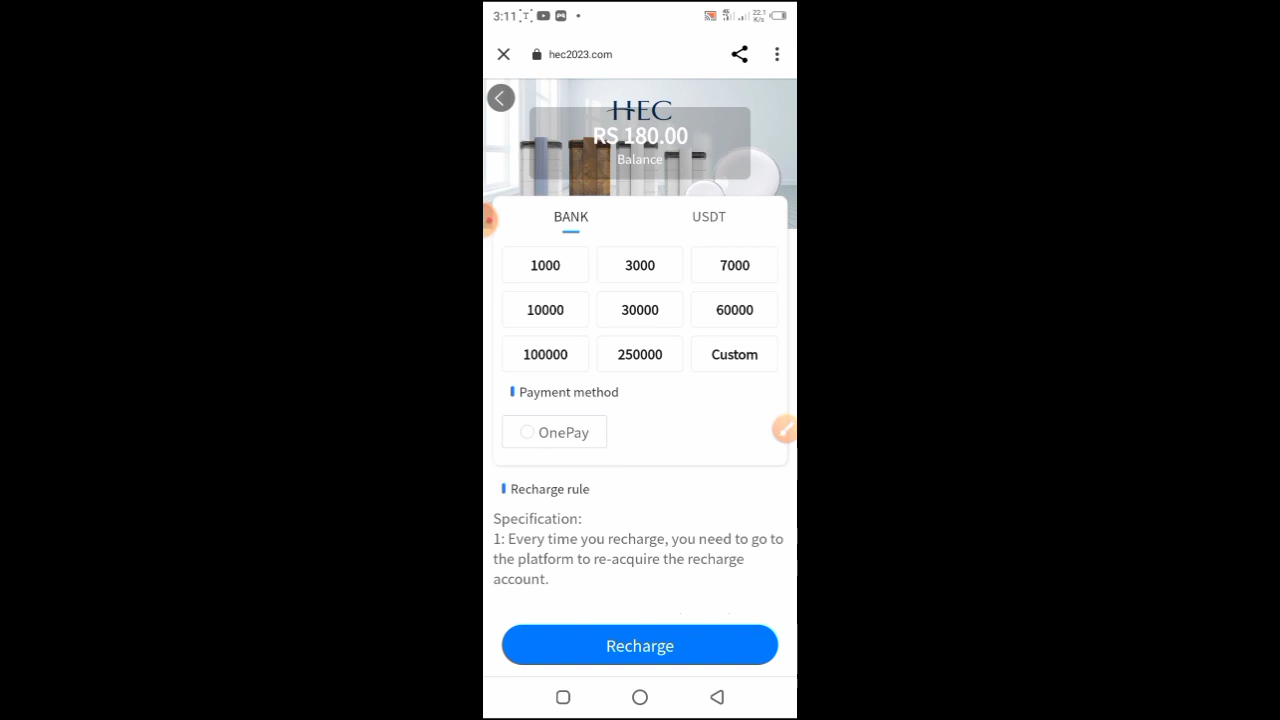 3:11
22.1
K/s
hec2023.com
HEC
RS 180.00
Balance
BANK USDT
1000 3000 7000
10000 30000 60000
100000 250000 Custom
Payment method
OnePay
Recharge rule
Specification:
1: Every time you recharge, you need to go to
the platform to re-acquire the recharge
account.
Recharge